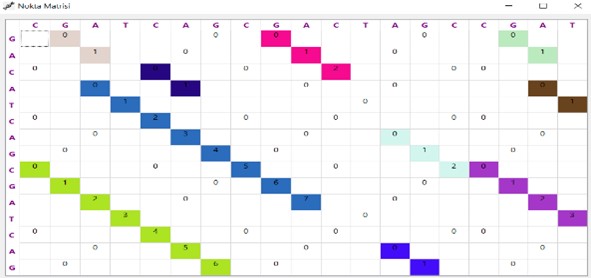 Nokta Matrisi
C G A T C A G C G A C T A G C C G A T
G 0 0 0 0 0
A 1 0 1 0 1
C 0 0 0 2 0 0
A 0 1 0 0 0
T 1 0 1
C 0 2 0 0 0 0
A 0 3 0 0 0
G 0 4 0 1 0
C 0 0 5 0 2 0
G 1 0 6 0 1
A 2 0 7 0 2
T 3 0 3
C 0 4 0 0 0 0
A 0 5 0 0 0
G 0 6 0 1 0